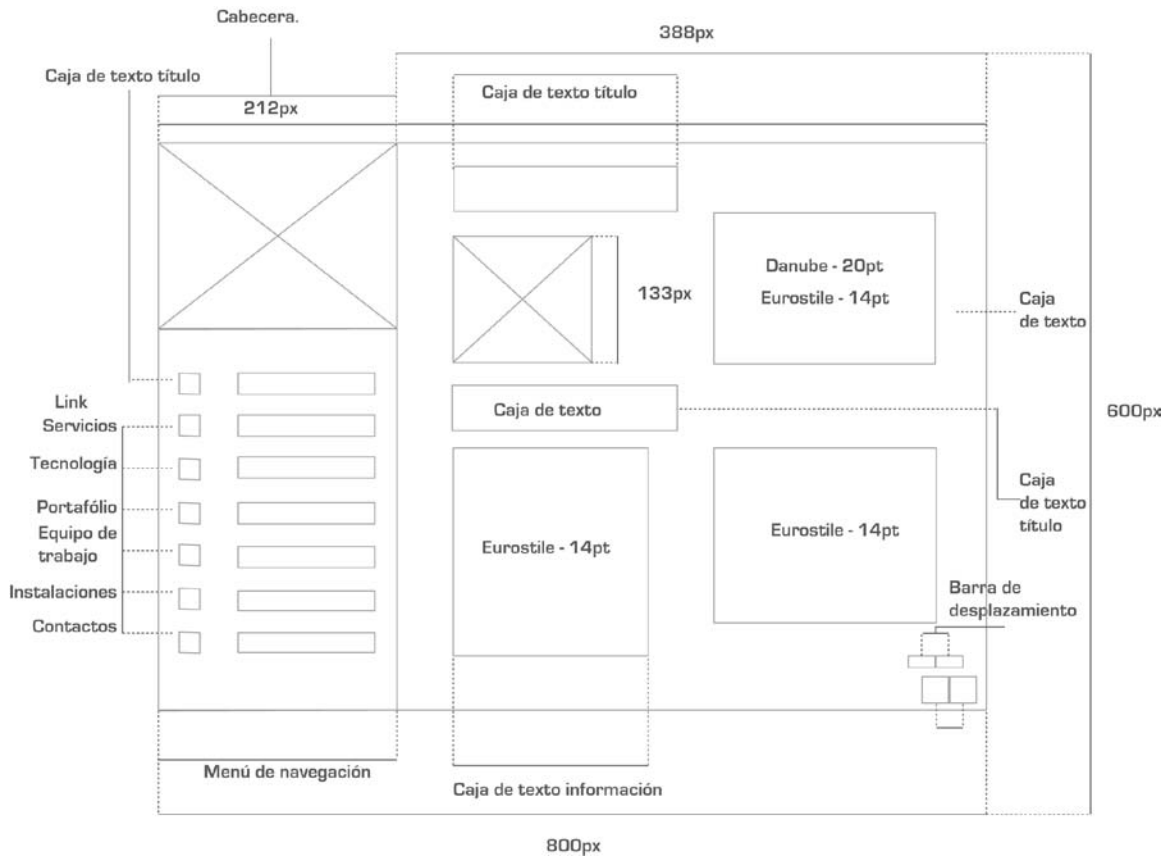 Cabecera.
388px
Caja de texto título
212px
Caja de texto título
Danube - 20pt
Eurostile - 14pt
133px
Caja
de texto
Link
Servicios
Caja de texto
600px
Tecnología
Portafólio
Equipo de
trabajo
Instalaciones
Contactos
Eurostile - 14pt
Eurostile - 14pt
Caja
de texto
título
Barra de
desplazamiento
Menú de navegación
Caja de texto información
800px